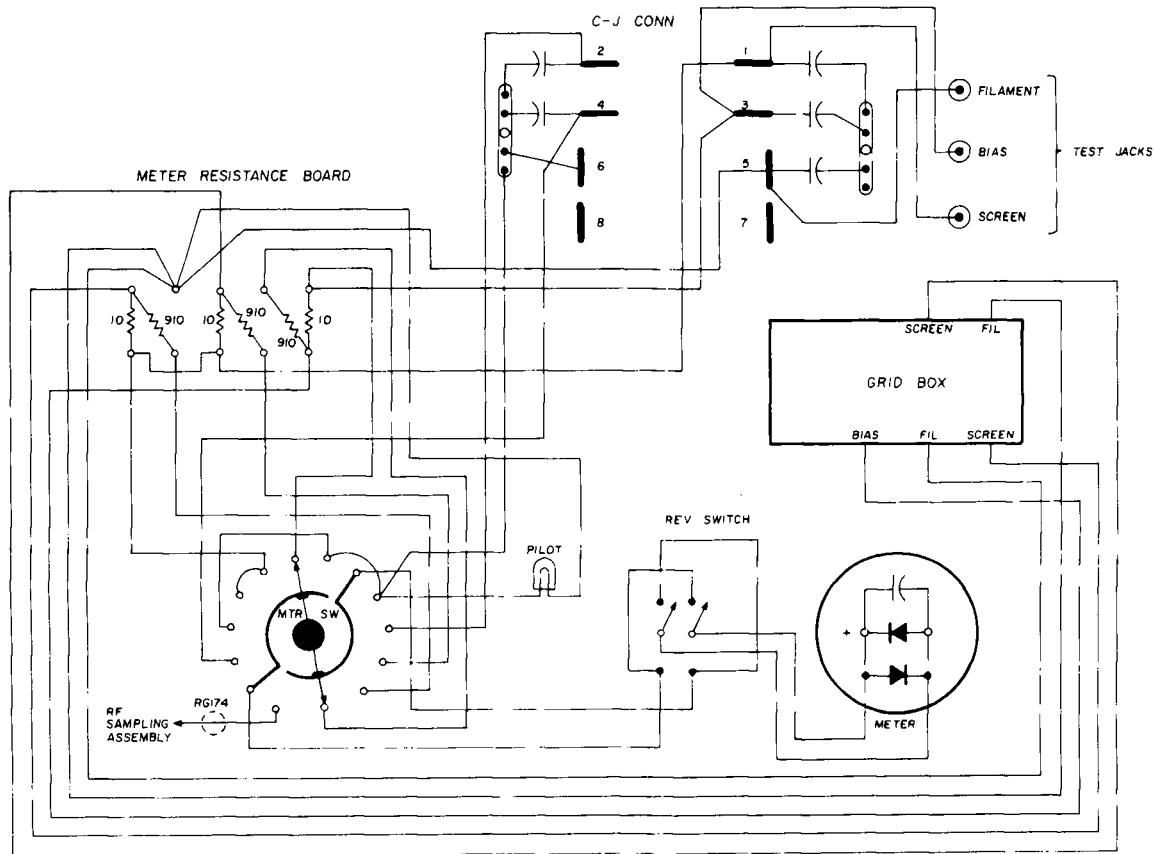 C-J CONN
2
1
4
3
6
5
8
7
FILAMENT
BIAS
SCREEN
TEST JACKS
METER RESISTANCE BOARD
10
910
10
910
910
10
SCREEN
FIL
GRID BOX
BIAS
FIL
SCREEN
REV SWITCH
PILOT
MTR SW
+
METER
RG174
RF
SAMPLING
ASSEMBLY